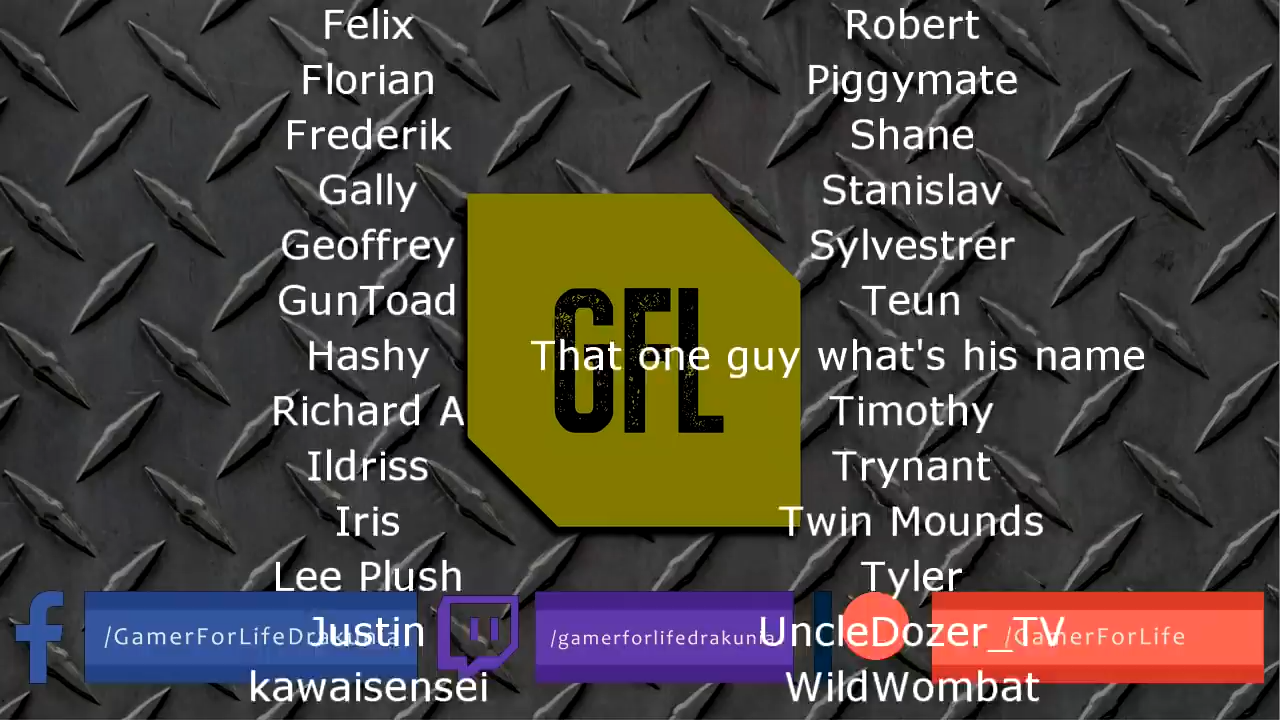 Felix
Florian
Frederik
Gally
Geoffrey
GunToad
Hashy
Richard A
Ildriss
Iris
Lee Plush
Justin
kawaisensei
Robert
Piggymate
Shane
Stanislav
Sylvestrer
Teun
That one guy what's his name
Timothy
Trynant
Twin Mounds
Tyler
UncleDozer_TV
WildWombat
GFL
/GamerForLifeDrakunia
/gamerforlifedrakunia
/GamerForLife